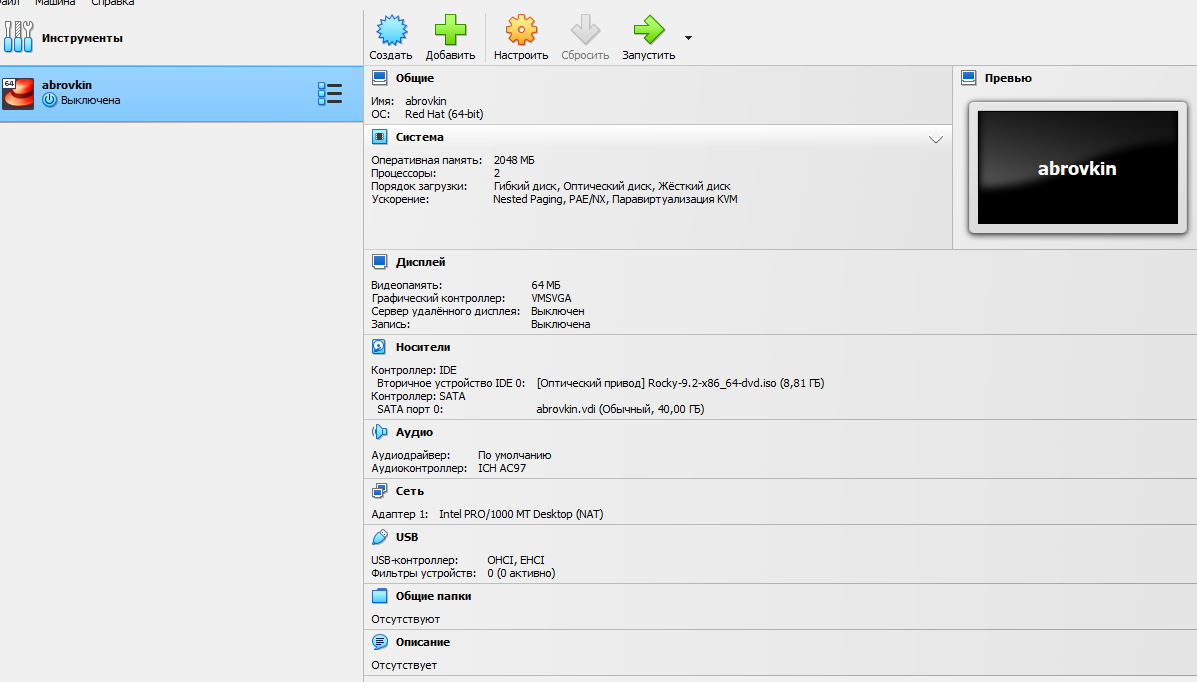 айл Машина Справка
Инструменты
64
abrovkin
Выключена
Создать Добавить Настроить Сбросить Запустить
Общие
Имя: abrovkin
ОС: Red Hat (64-bit)
Система
Оперативная память: 2048 МБ
Процессоры: 2
Порядок загрузки: Гибкий диск, Оптический диск, Жёсткий диск
Ускорение: Nested Paging, PAE/NX, Паравиртуализация KVM
Превью
abrovkin
Дисплей
Видеопамять: 64 МБ
Графический контроллер: VMSVGA
Сервер удалённого дисплея: Выключен
Запись: Выключена
Носители
Контроллер: IDE
Вторичное устройство IDE 0: [Оптический привод] Rocky-9.2-x86_64-dvd.iso (8,81 ГБ)
Контроллер: SATA
SATA порт 0: abrovkin.vdi (Обычный, 40,00 ГБ)
Аудио
Аудиодрайвер: По умолчанию
Аудиоконтроллер: ICH AC97
Сеть
Адаптер 1: Intel PRO/1000 MT Desktop (NAT)
USB
USB-контроллер: OHCI, EHCI
Фильтры устройств: 0 (0 активно)
Общие папки
Отсутствуют
Описание
Отсутствует